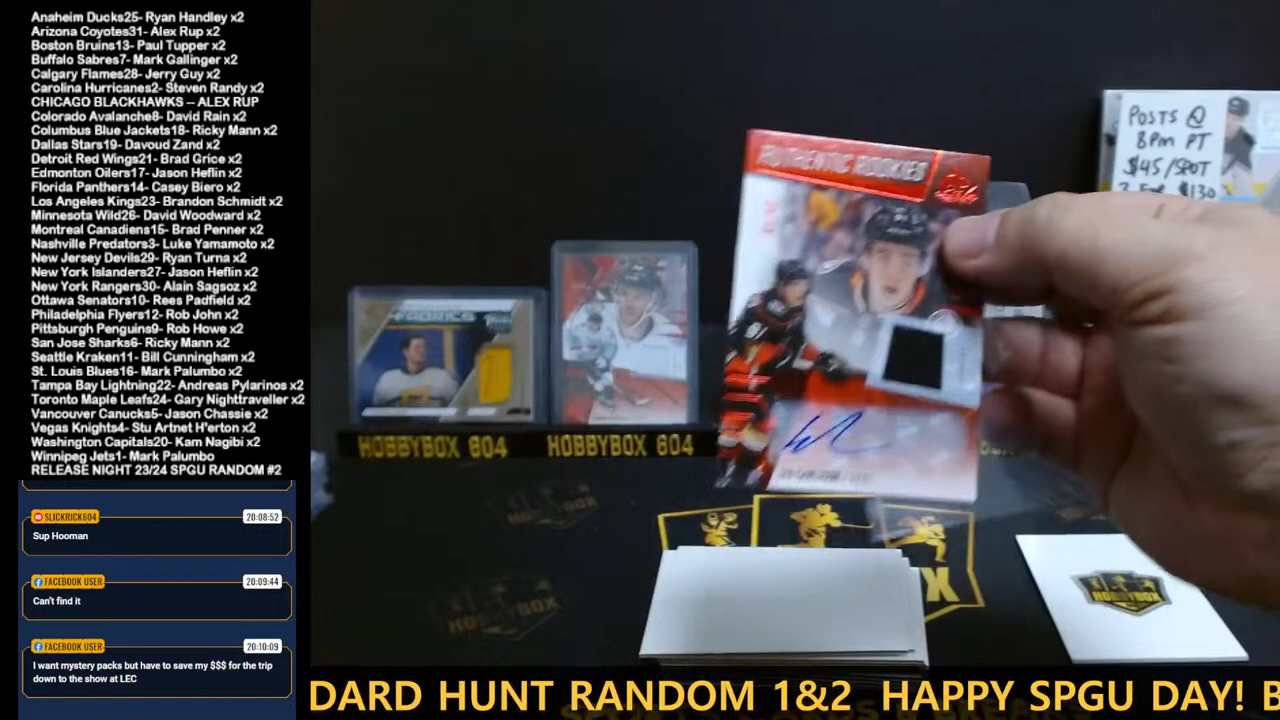 Anaheim Ducks25- Ryan Handley x2
Arizona Coyotes31- Alex Rup x2
Boston Bruins13- Paul Tupper x2
Buffalo Sabres7- Mark Gallinger x2
Calgary Flames28- Jerry Guy x2
Carolina Hurricanes2- Steven Randy x2
CHICAGO BLACKHAWKS -- ALEX RUP
Colorado Avalanche8- David Rain x2
Columbus Blue Jackets18- Ricky Mann x2
Dallas Stars19- Davoud Zand x2
Detroit Red Wings21- Brad Grice x2
Edmonton Oilers17- Jason Heflin x2
Florida Panthers14- Casey Biero x2
Los Angeles Kings23- Brandon Schmidt x2
Minnesota Wild26- David Woodward x2
Montreal Canadiens15- Brad Penner x2
Nashville Predators3- Luke Yamamoto x2
New Jersey Devils29- Ryan Turna x2
New York Islanders27- Jason Heflin x2
New York Rangers30- Alain Sagsoz x2
Ottawa Senators10- Rees Padfield x2
Philadelphia Flyers12- Rob John x2
Pittsburgh Penguins9- Rob Howe x2
San Jose Sharks6- Ricky Mann x2
Seattle Kraken11- Bill Cunningham x2
St. Louis Blues16- Mark Palumbo x2
Tampa Bay Lightning22- Andreas Pylarinos x2
Toronto Maple Leafs24- Gary Nighttraveller x2
Vancouver Canucks5- Jason Chassie x2
Vegas Knights4- Stu Artnet H'erton x2
Washington Capitals20- Kam Nagibi x2
Winnipeg Jets1- Mark Palumbo
RELEASE NIGHT 23/24 SPGU RANDOM #2
SLICKRICK604 20:08:52
Sup Hooman
FACEBOOK USER 20:09:44
Can't find it
FACEBOOK USER 20:10:09
I want mystery packs but have to save my $$$ for the trip
down to the show at LEC
POSTS @
8PM PT
$45/SPOT
$130
AUTHENTIC ROOKIES
FABRICS
HOBBYBOX 604
HOBBYBOX 604
HOBBYBOX
DARD HUNT RANDOM 1&2 HAPPY SPGU DAY! B